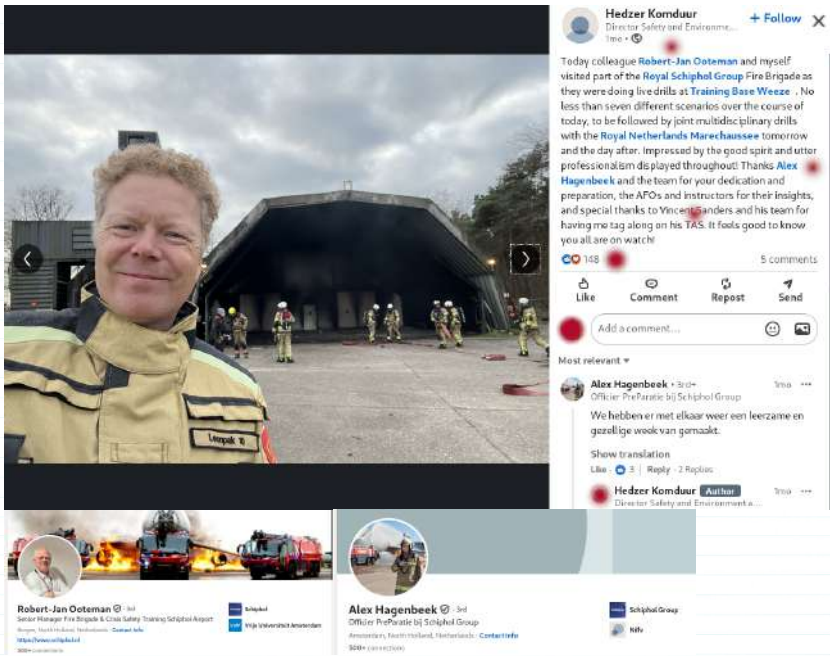 Hedzer Komduur
Director Safety and Environme...
1mo •
+ Follow
Today colleague Robert-Jan Ooteman and myself
visited part of the Royal Schiphol Group Fire Brigade as
they were doing live drills at Training Base Weeze . No
less than seven different scenarios over the course of
today, to be followed by joint multidisciplinary drills
with the Royal Netherlands Marechaussee tomorrow
and the day after. Impressed by the good spirit and utter
professionalism displayed throughout! Thanks Alex
Hagenbeek and the team for your dedication and
preparation, the AFOs and instructors for their insights,
and special thanks to Vincent Sanders and his team for
having me tag along on his TAS. It feels good to know
you all are on watch!
148
5 comments
Like
Comment
Repost
Send
Add a comment...
Most relevant
Alex Hagenbeek • 3rd+
1mo
Officier PreParatie bij Schiphol Group
We hebben er met elkaar weer een leerzame en
gezellige week van gemaakt.
Show translation
Like · 3 | Reply · 2 Replies
Hedzer Komduur Author
1mo
Director Safety and Environment a...
Leenpak 10
Robert-Jan Ooteman · 3rd
Senior Manager Fire Brigade & Crisis Safety Training Schiphol Airport
Bergen, North Holland, Netherlands · Contact info
500+ connections
Schiphol
Vrije Universiteit Amsterdam
Alex Hagenbeek · 3rd
Officier PreParatie bij Schiphol Group
Amsterdam, North Holland, Netherlands · Contact info
500+ connections
Schiphol Group
Nifv